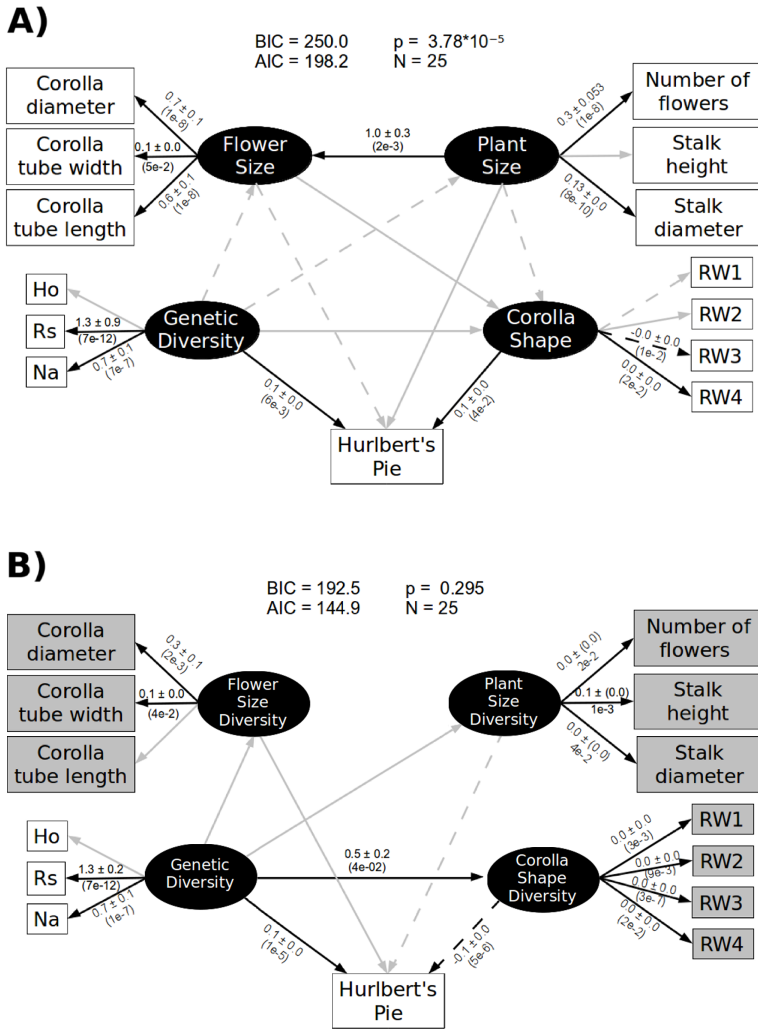 A)
BIC = 250.0 p = 3.78*10⁻⁵
AIC = 198.2 N = 25
Corolla
diameter
Corolla
tube width
Corolla
tube length
0.7 ± 0.1
(1e-8)
0.1 ± 0.0
(5e-2)
0.6 ± 0.1
(1e-8)
Flower
Size
1.0 ± 0.3
(2e-3)
Plant
Size
0.3 ± 0.053
(1e-8)
0.13 ± 0.0
(8e-10)
Number of
flowers
Stalk
height
Stalk
diameter
Ho
Rs
Na
1.3 ± 0.9
(7e-12)
0.7 ± 0.1
(7e-7)
Genetic
Diversity
Corolla
Shape
-0.0 ± 0.0
(1e-2)
0.0 ± 0.0
(2e-2)
RW1
RW2
RW3
RW4
0.1 ± 0.0
(6e-3)
0.1 ± 0.0
(4e-2)
Hurlbert's
Pie
B)
BIC = 192.5 p = 0.295
AIC = 144.9 N = 25
Corolla
diameter
Corolla
tube width
Corolla
tube length
0.3 ± 0.1
(2e-3)
0.1 ± 0.0
(4e-2)
Flower
Size
Diversity
Plant
Size
Diversity
0.0 ± (0.0)
2e-2
0.1 ± (0.0)
1e-3
0.0 ± (0.0)
4e-2
Number of
flowers
Stalk
height
Stalk
diameter
Ho
Rs
Na
1.3 ± 0.2
(7e-12)
0.7 ± 0.1
(1e-7)
Genetic
Diversity
0.5 ± 0.2
(4e-02)
Corolla
Shape
Diversity
0.0 ± 0.0
(3e-3)
0.0 ± 0.0
(9e-3)
0.0 ± 0.0
(3e-7)
0.0 ± 0.0
(2e-2)
RW1
RW2
RW3
RW4
0.1 ± 0.0
(1e-5)
-0.1 ± 0.0
(5e-6)
Hurlbert's
Pie